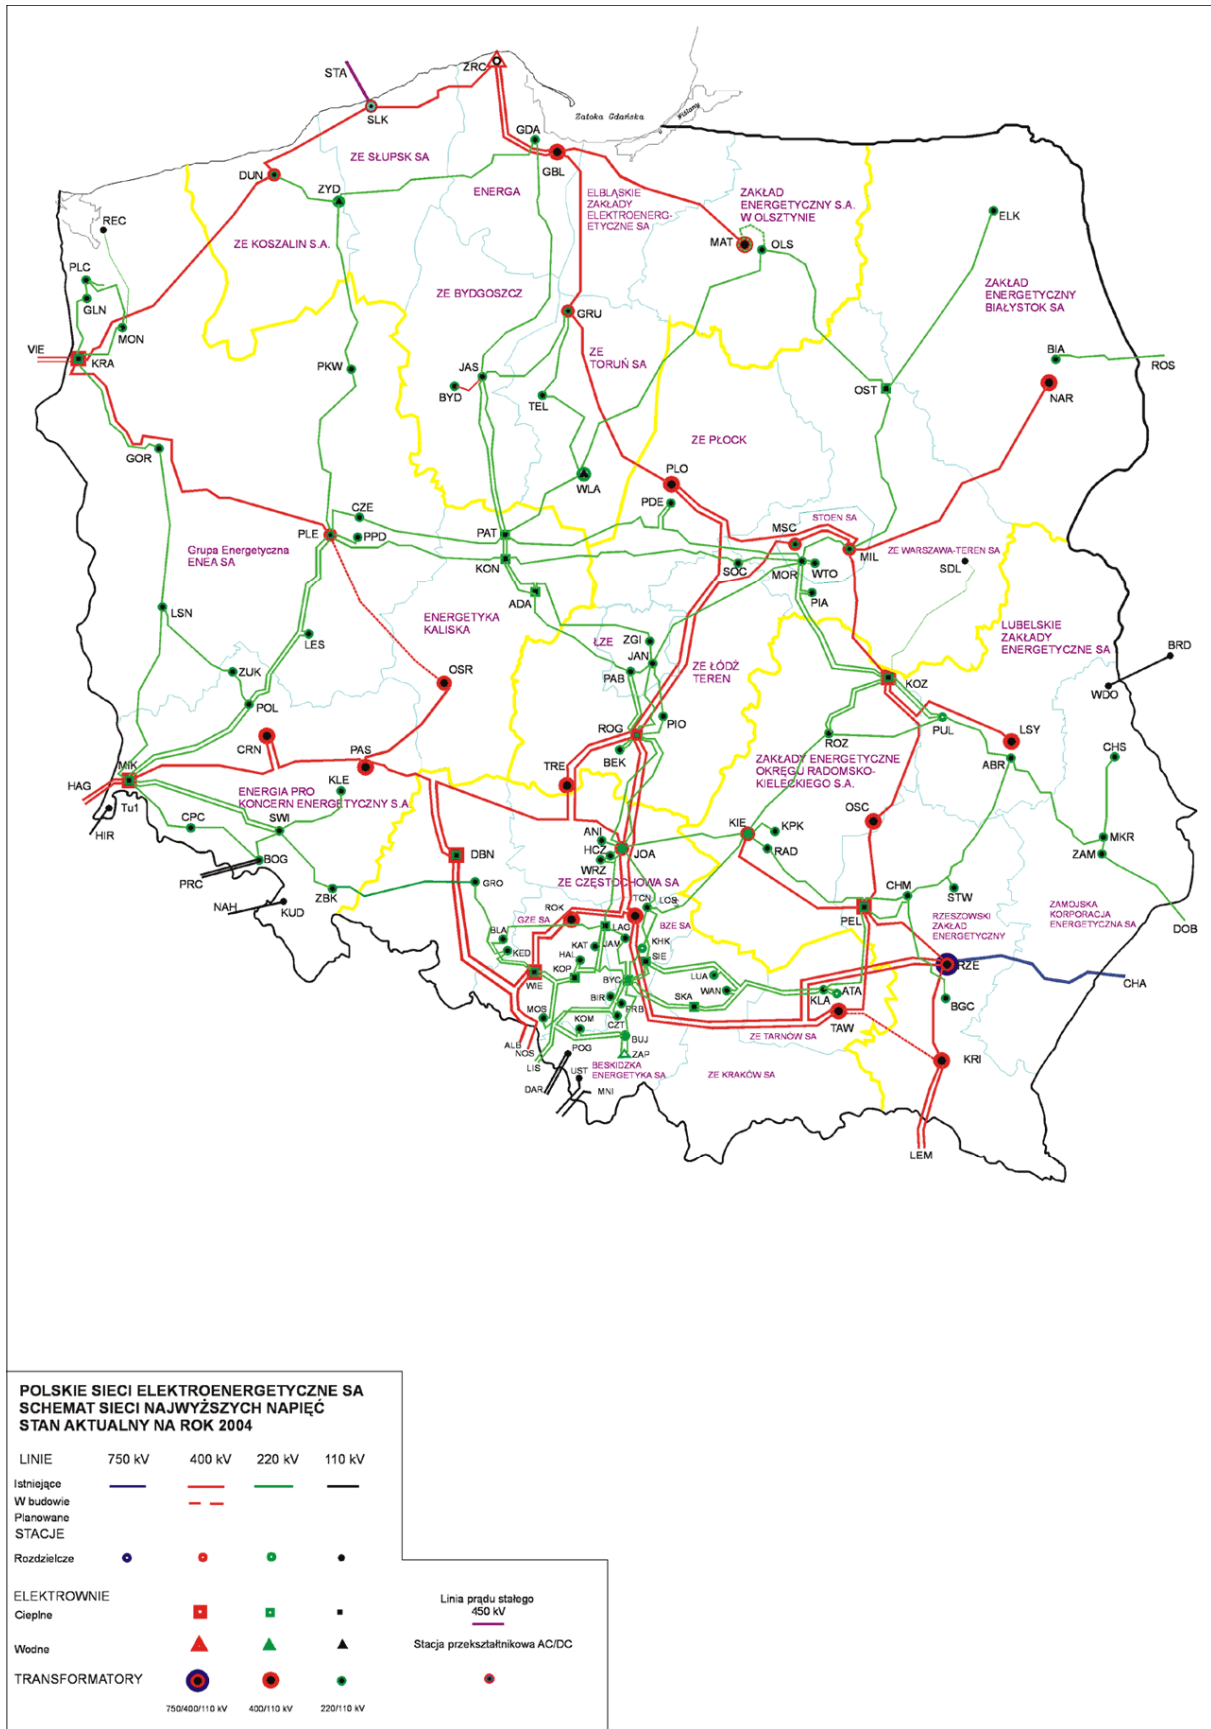 STA
ZRC
SLK
Zatoka Gdańska
Wiślany
GDA
GBL
ZE SŁUPSK SA
DUN
ZYD
ENERGA
ELBLĄSKIE
ZAKŁADY
ELEKTROENERG-
ETYCZNE SA
ZAKŁAD
ENERGETYCZNY S.A.
W OLSZTYNIE
ELK
REC
ZE KOSZALIN S.A.
MAT
OLS
PLC
GLN
MON
ZE BYDGOSZCZ
GRU
ZAKŁAD
ENERGETYCZNY
BIAŁYSTOK SA
VIE
KRA
PKW
JAS
BYD
TEL
ZE
TORUŃ SA
BIA
ROS
NAR
OST
GOR
ZE PŁOCK
WLA
PLO
PDE
CZE
PLE
PPD
PAT
KON
STOEN SA
MSC
MIL
ZE WARSZAWA-TEREN SA
Grupa Energetyczna
ENEA SA
SOC
MOR
WTO
SDL
PIA
ADA
LSN
ENERGETYKA
KALISKA
ŁZE
ZGI
JAN
LES
LUBELSKIE
ZAKŁADY
ENERGETYCZNE SA
BRD
WDO
ZUK
OSR
PAB
ZE ŁÓDŹ
TEREN
KOZ
POL
CRN
PAS
ROG
PIO
ROZ
PUL
LSY
BEK
ABR
CHS
MIK
HAG
Tu1
HIR
KLE
TRE
ENERGIA PRO
KONCERN ENERGETYCZNY S.A.
ZAKŁADY ENERGETYCZNE
OKRĘGU RADOMSKO-
KIELECKIEGO S.A.
CPC
SWI
OSC
KIE
KPK
RAD
ANI
HCZ
WRZ
JOA
MKR
ZAM
BOG
PRC
DBN
NAH
KUD
ZBK
GRO
ZE CZĘSTOCHOWA SA
CHM
STW
TCN
LOS
ROK
GZE SA
BZE SA
PEL
RZESZOWSKI
ZAKŁAD
ENERGETYCZNY
ZAMOJSKA
KORPORACJA
ENERGETYCZNA SA
DOB
BLA
KED
LAG
KAT
JAM
HAL
KHK
SIE
KOP
WIE
BYC
LUA
WAN
RZE
CHA
BIR
PRB
SKA
KLA
ATA
BGC
MOS
KOM
CZT
TAW
ALB
NOS
LIS
POG
BUJ
ZAP
ZE TARNÓW SA
BESKIDZKA
ENERGETYKA SA
ZE KRAKÓW SA
KRI
UST
DAR
MNI
LEM
POLSKIE SIECI ELEKTROENERGETYCZNE SA
SCHEMAT SIECI NAJWYŻSZYCH NAPIĘĆ
STAN AKTUALNY NA ROK 2004
LINIE 750 kV 400 kV 220 kV 110 kV
Istniejące
W budowie
Planowane
STACJE
Rozdzielcze
ELEKTROWNIE
Cieplne
Wodne
TRANSFORMATORY
750/400/110 kV 400/110 kV 220/110 kV
Linia prądu stałego
450 kV
Stacja przekształtnikowa AC/DC